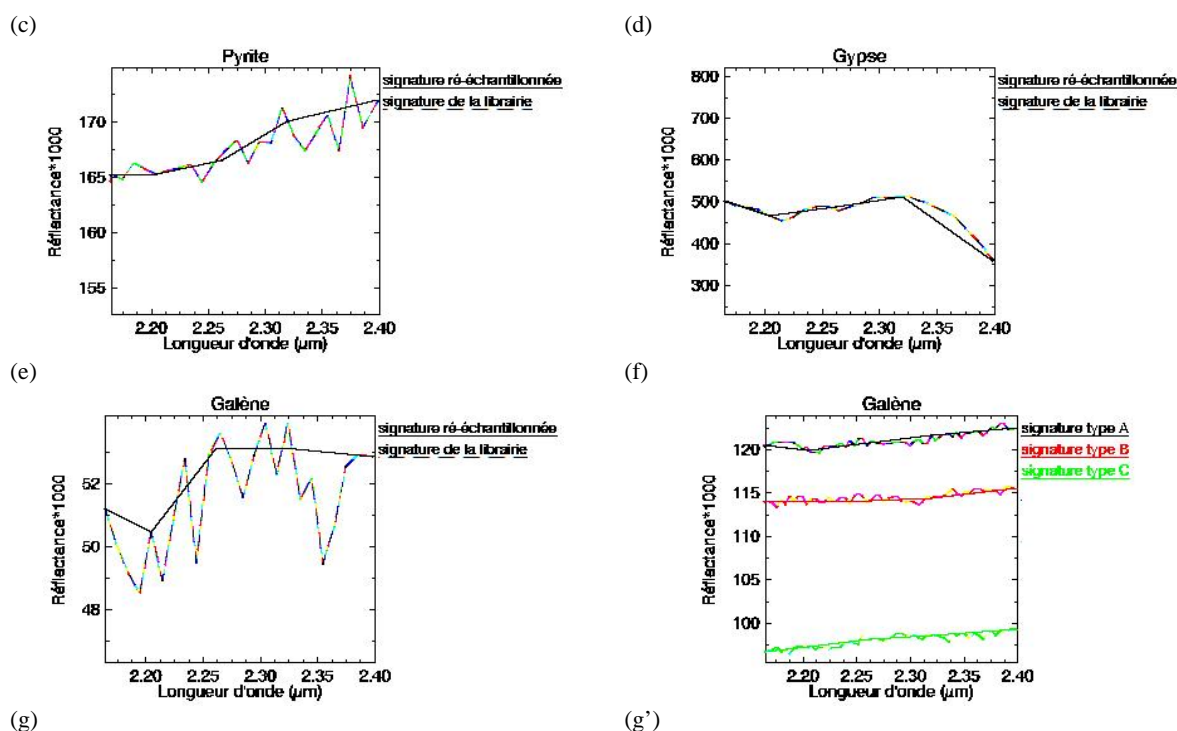 (c)
(d)
Pyrite
signature ré-échantillonnée
signature de la librairie
170
165
160
155
Réflectance*1000
2.20 2.25 2.30 2.35 2.40
Longueur d'onde (µm)
Gypse
signature ré-échantillonnée
signature de la librairie
800
700
600
500
400
300
Réflectance*1000
2.20 2.25 2.30 2.35 2.40
Longueur d'onde (µm)
(e)
(f)
Galène
signature ré-échantillonnée
signature de la librairie
52
50
48
Réflectance*1000
2.20 2.25 2.30 2.35 2.40
Longueur d'onde (µm)
Galène
signature type A
signature type B
signature type C
120
115
110
105
100
Réflectance*1000
2.20 2.25 2.30 2.35 2.40
Longueur d'onde (µm)
(g)
(g’)